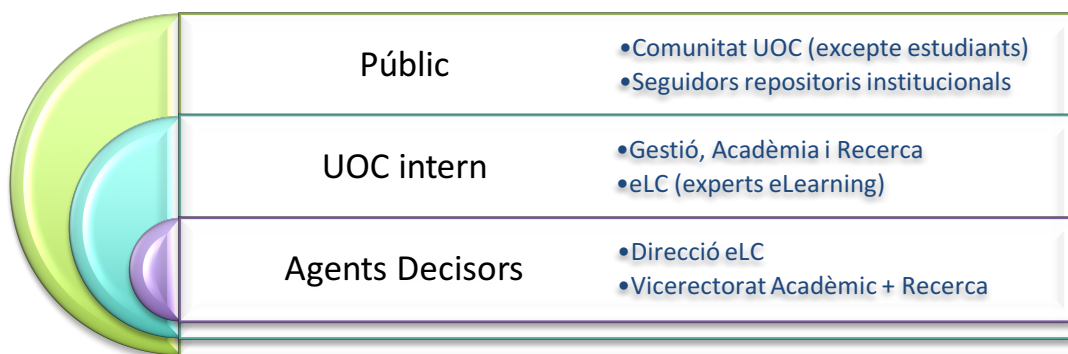 Públic
•Comunitat UOC (excepte estudiants)
•Seguidors repositoris institucionals
UOC intern
•Gestió, Acadèmia i Recerca
•eLC (experts eLearning)
Agents Decisors
•Direcció eLC
•Vicerectorat Acadèmic + Recerca